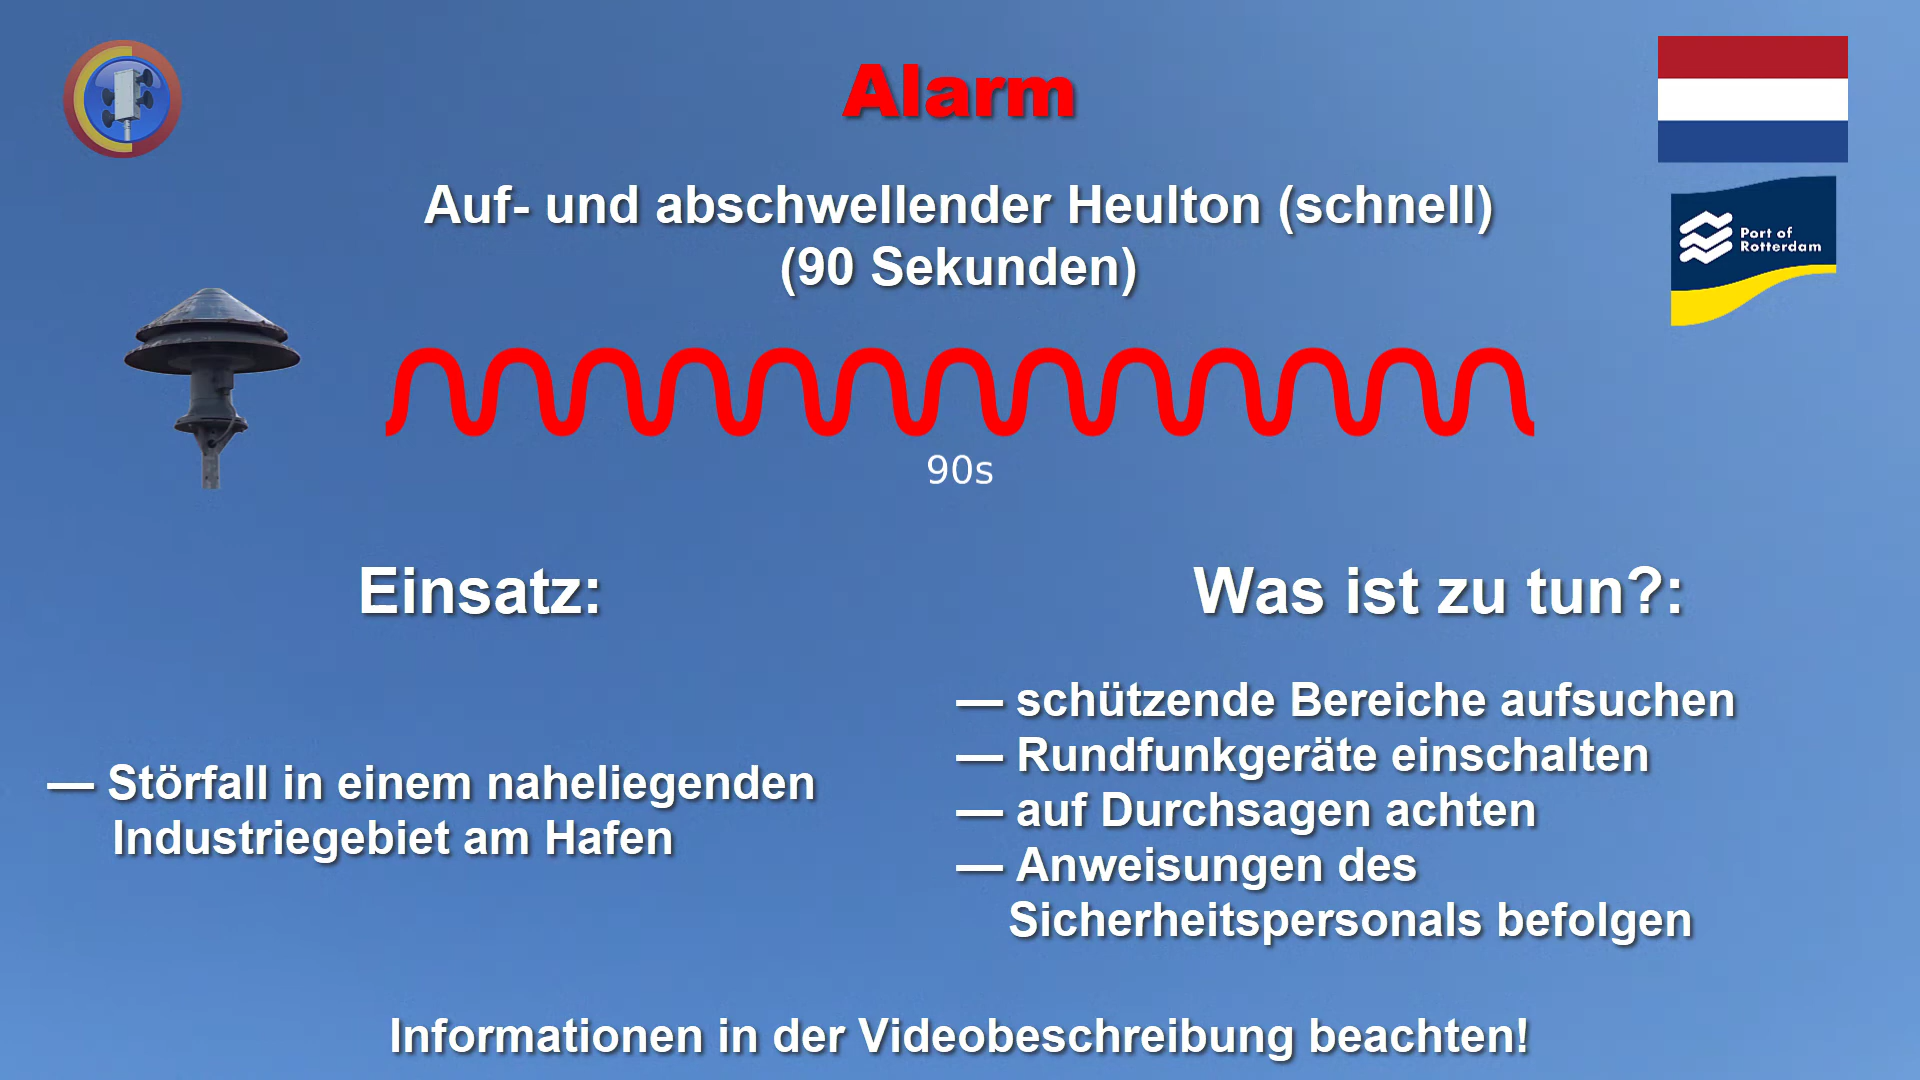 Alarm
Auf- und abschwellender Heulton (schnell)
(90 Sekunden)
Port of
Rotterdam
90s
Einsatz:
— Störfall in einem naheliegenden
Industriegebiet am Hafen
Was ist zu tun?:
— schützende Bereiche aufsuchen
— Rundfunkgeräte einschalten
— auf Durchsagen achten
— Anweisungen des
Sicherheitspersonals befolgen
Informationen in der Videobeschreibung beachten!